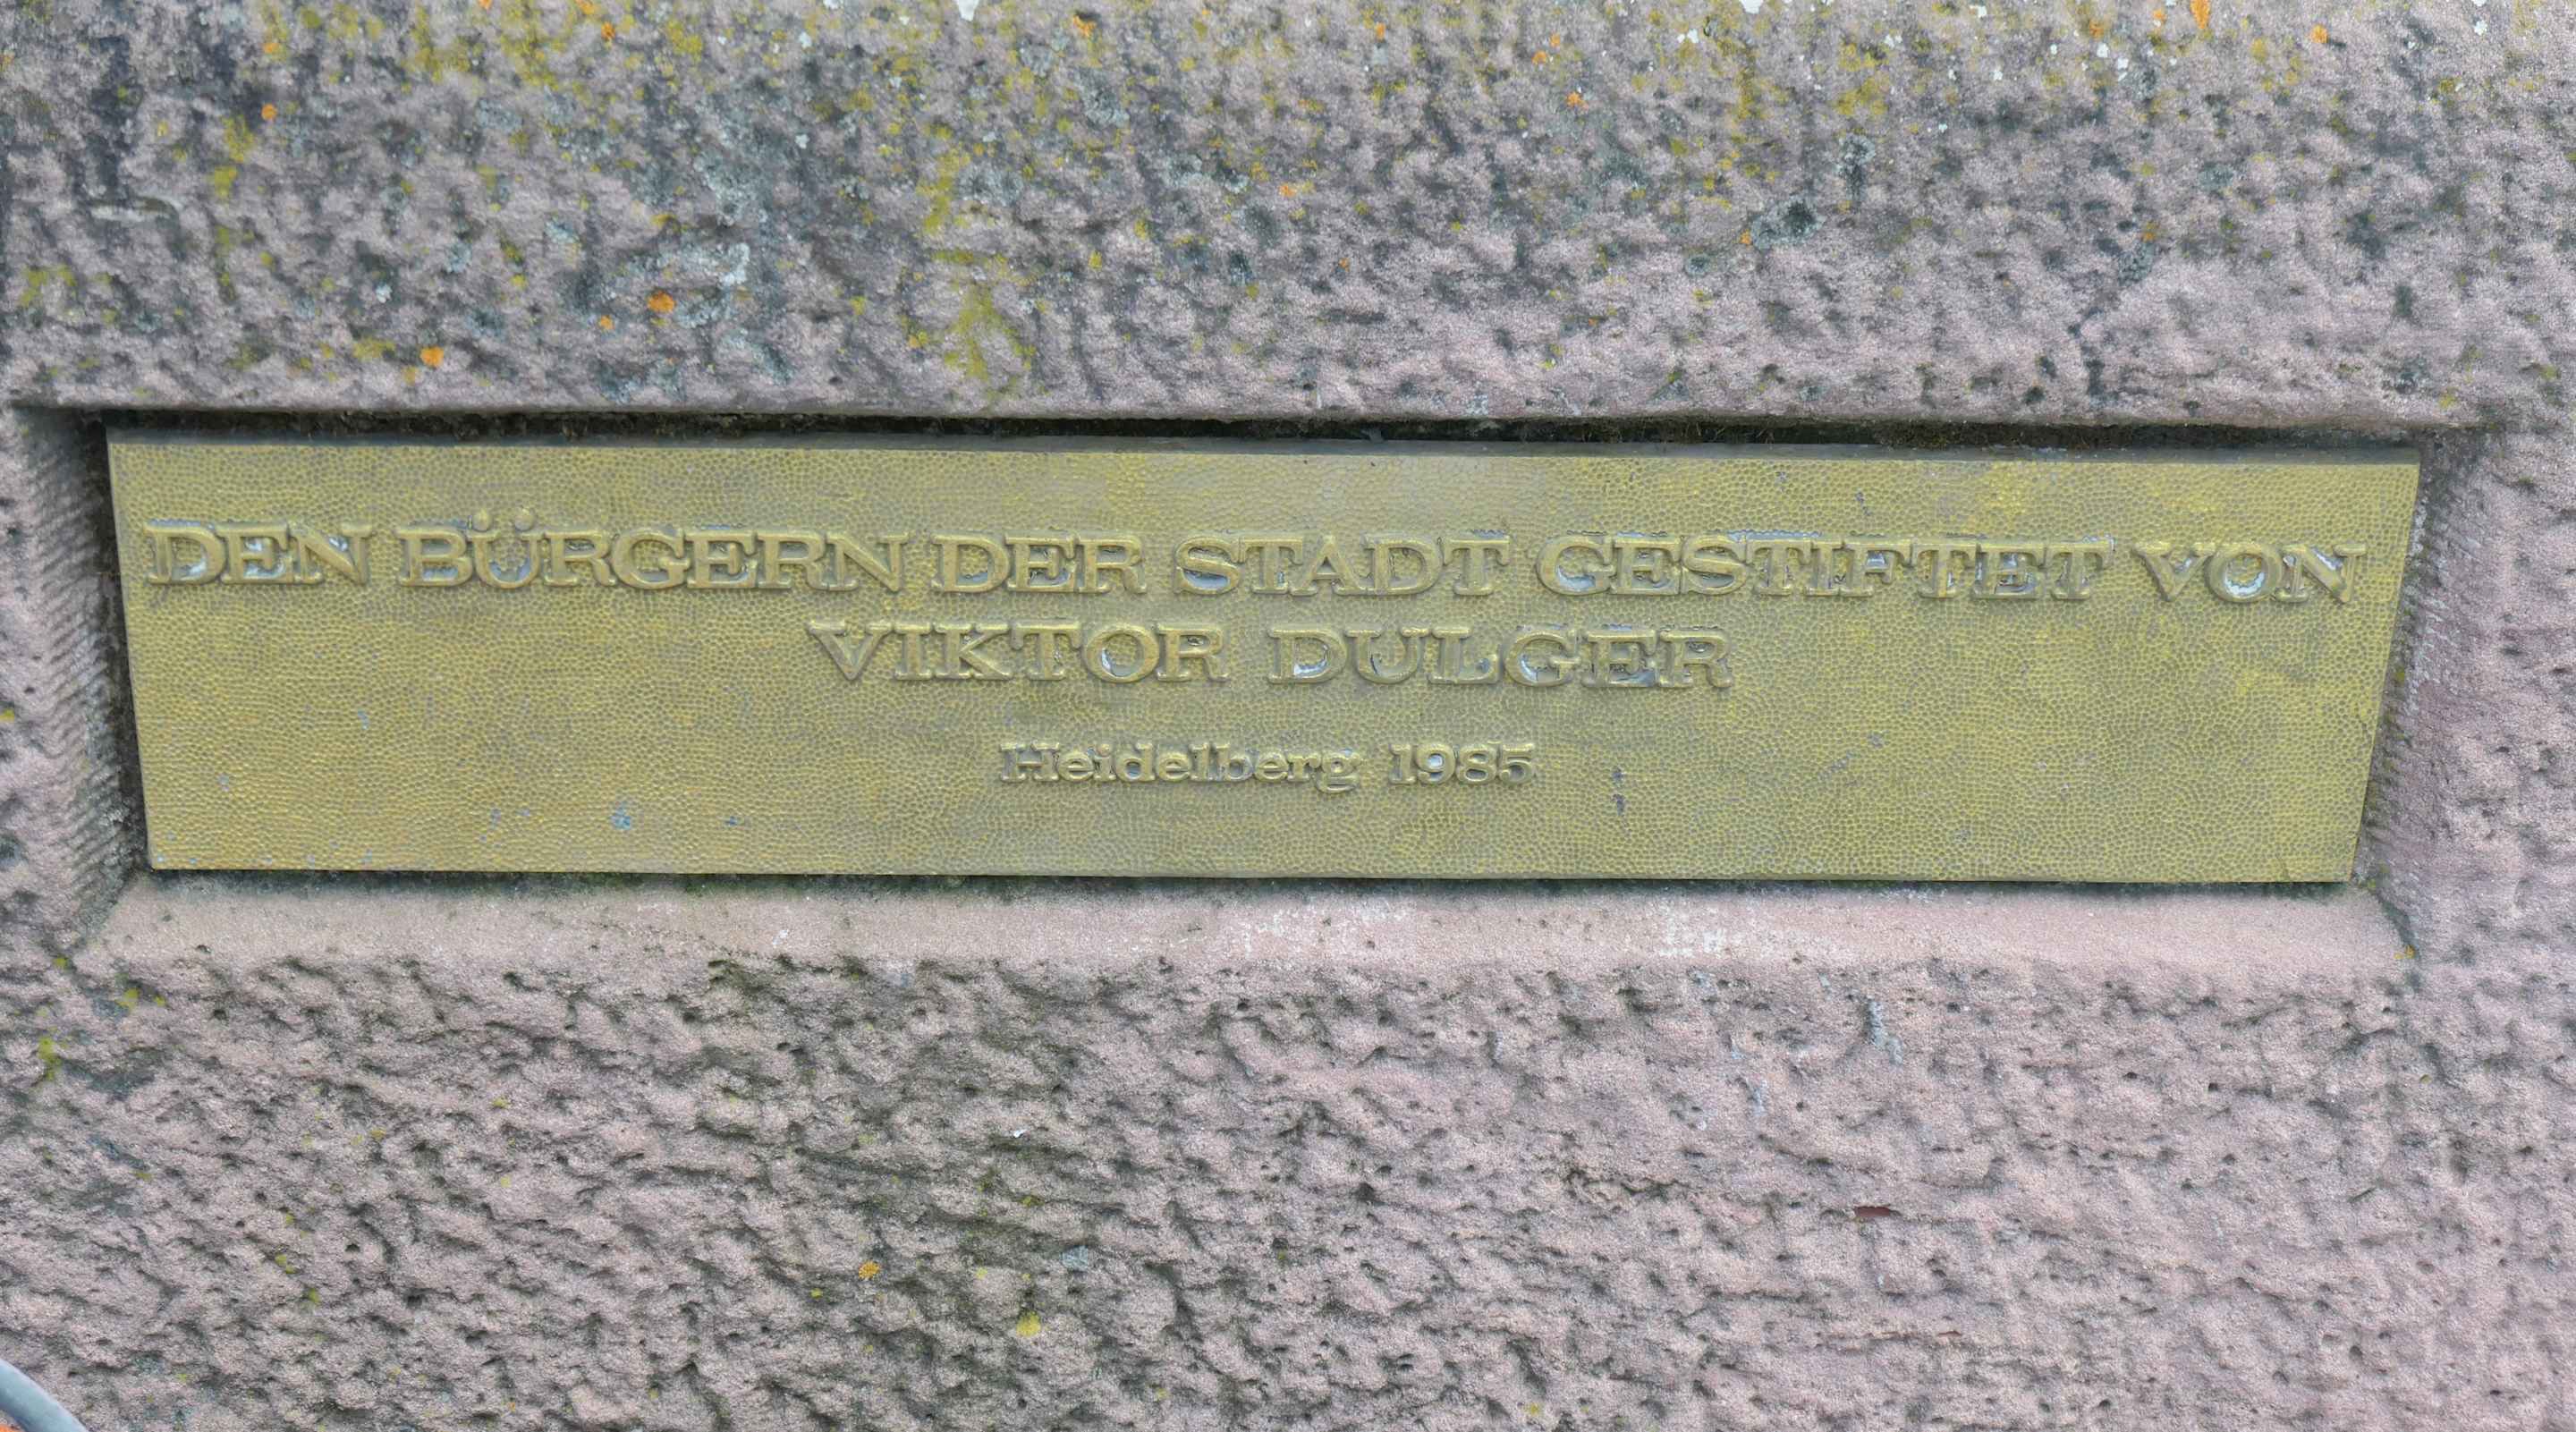 DEN BÜRGERN DER STADT GESTIFTET VON
VIKTOR DULGER
Heidelberg 1985